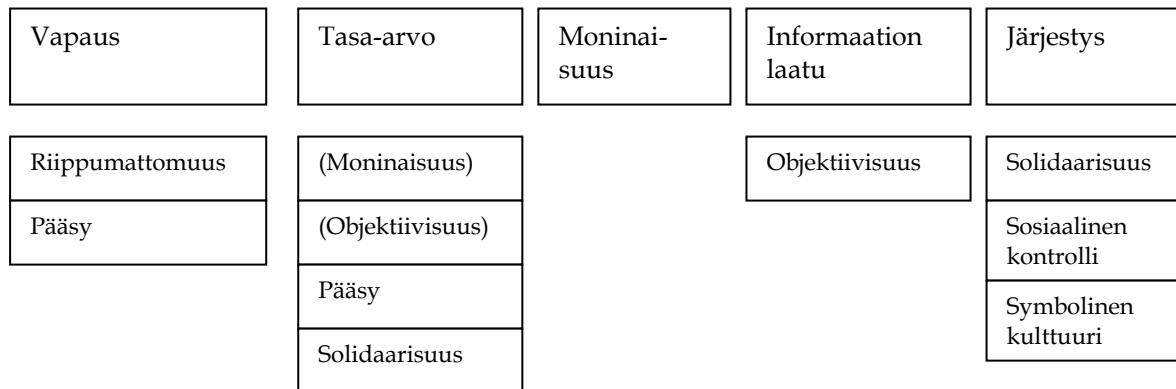 Vapaus
Tasa-arvo
Moninai-
suus
Informaation
laatu
Järjestys
Riippumattomuus
Pääsy
(Moninaisuus)
(Objektiivisuus)
Pääsy
Solidaarisuus
Objektiivisuus
Solidaarisuus
Sosiaalinen
kontrolli
Symbolinen
kulttuuri